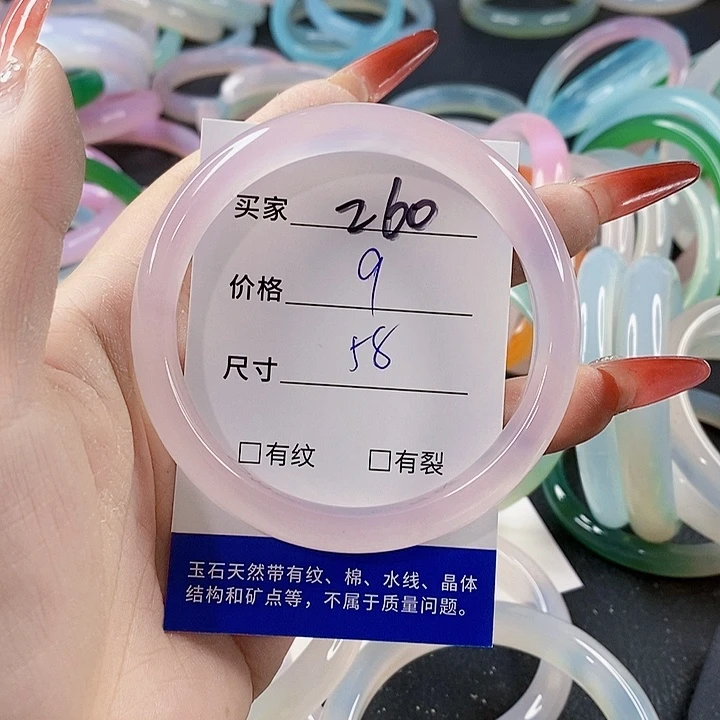 买家 260
价格 9
尺寸 58
□有纹 □有裂
玉石天然带有纹、棉、水线、晶体
结构和矿点等，不属于质量问题。